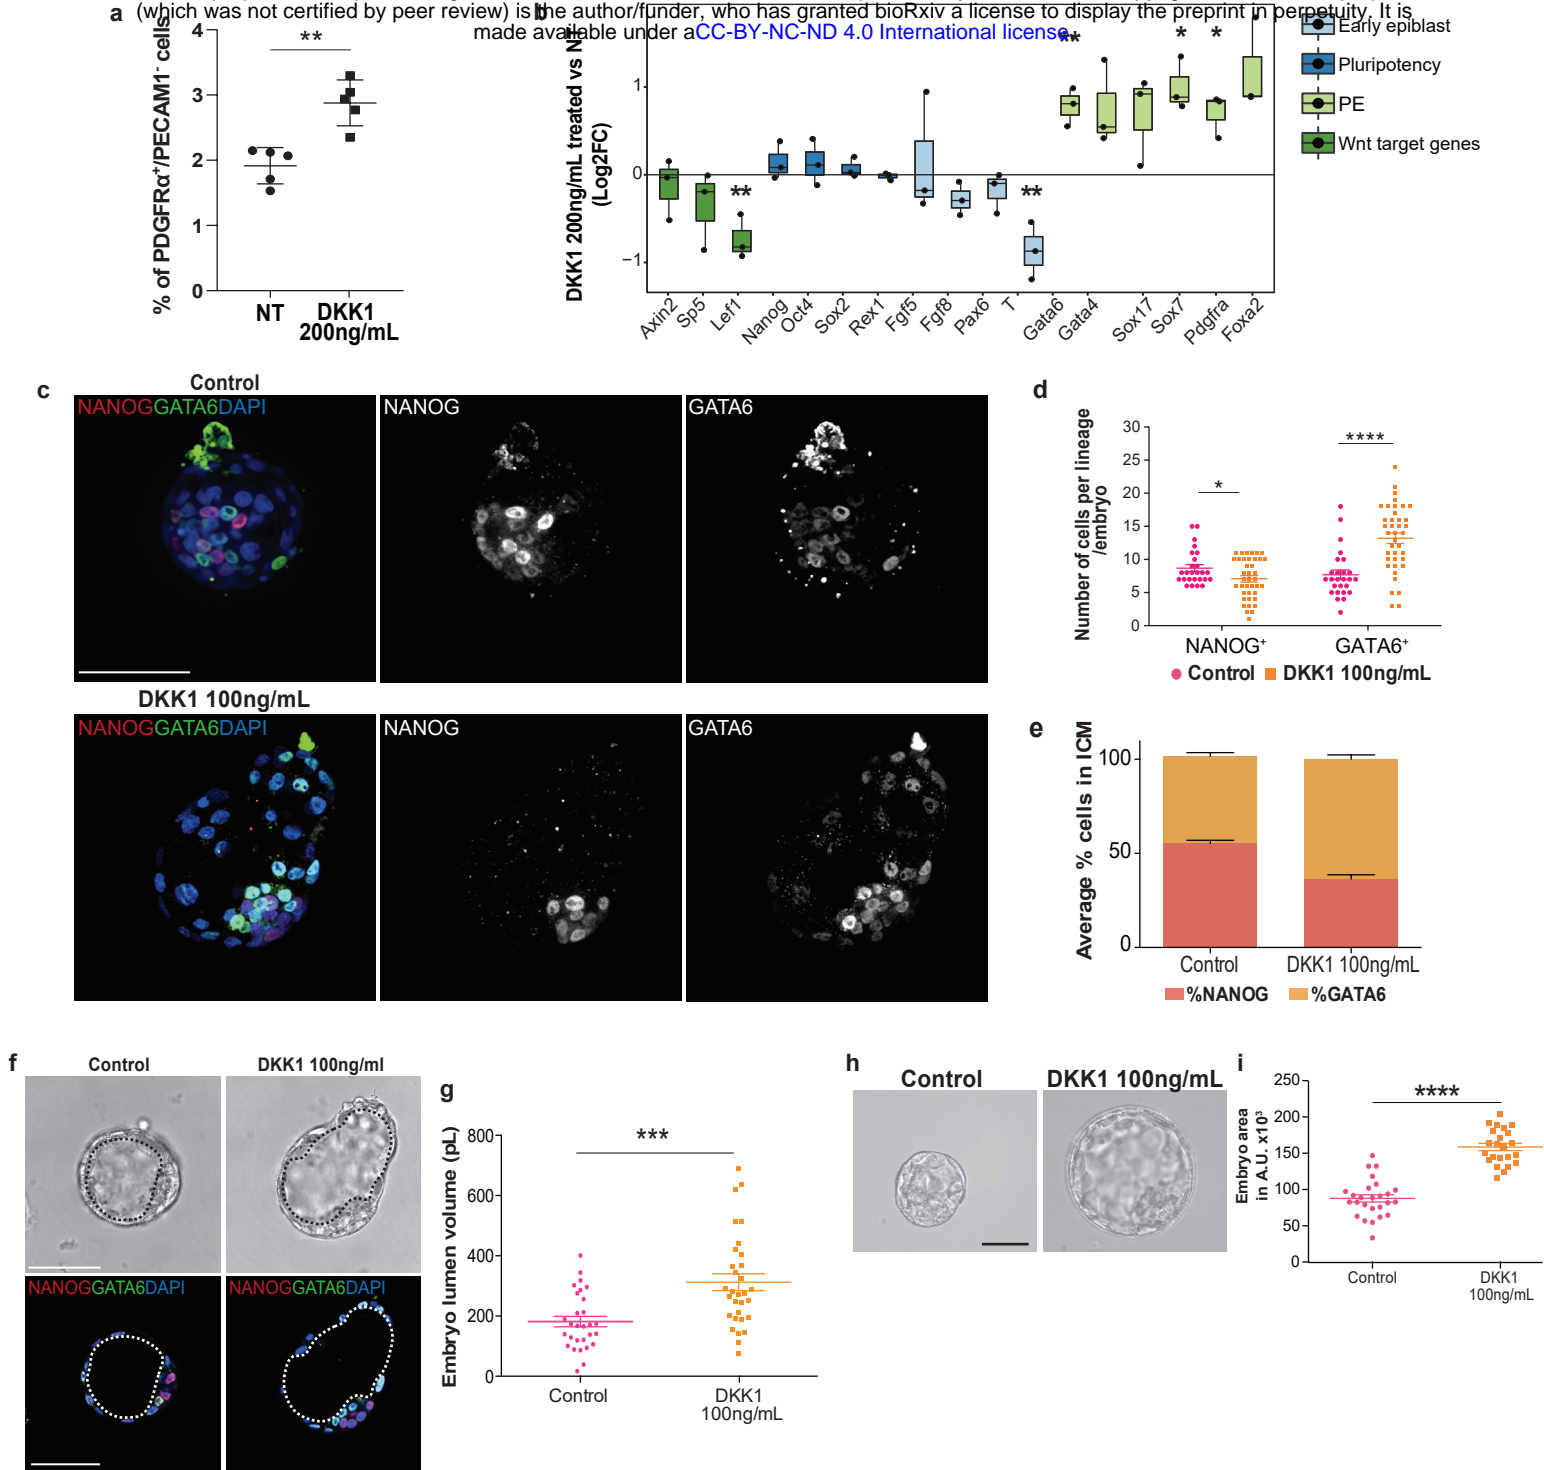 (which was not certified by peer review) is the author/funder, who has granted bioRxiv a license to display the preprint in perpetuity. It is
made available under aCC-BY-NC-ND 4.0 International license.
a
% of PDGFRα+/PECAM1- cells
4
3
2
1
0
**
NT
DKK1
200ng/mL
b
DKK1 200ng/mL treated vs NT
(Log2FC)
1
0
−1
**
**
**
*
*
Axin2
Sp5
Lef1
Nanog
Oct4
Sox2
Rex1
Fgf5
Fgf8
Pax6
T
Gata6
Gata4
Sox17
Sox7
Pdgfra
Foxa2
Early epiblast
Pluripotency
PE
Wnt target genes
c
Control
NANOGGATA6DAPI
NANOG
GATA6
DKK1 100ng/mL
NANOGGATA6DAPI
NANOG
GATA6
d
Number of cells per lineage
/embryo
30
25
20
15
10
5
0
*
****
NANOG+
GATA6+
Control
DKK1 100ng/mL
e
Average % cells in ICM
100
50
0
Control
DKK1 100ng/mL
%NANOG
%GATA6
f
Control
DKK1 100ng/ml
NANOGGATA6DAPI
NANOGGATA6DAPI
g
Embryo lumen volume (pL)
800
600
400
200
0
***
Control
DKK1
100ng/mL
h
Control
DKK1 100ng/mL
i
Embryo area
in A.U. x10³
250
200
150
100
50
0
****
Control
DKK1
100ng/mL